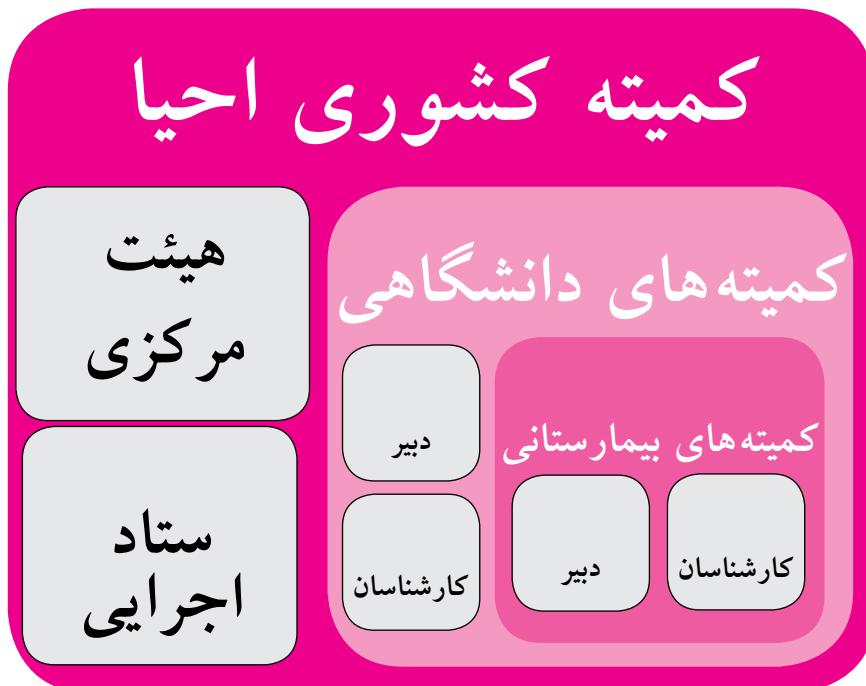 کمیته کشوری احیا
کمیته‌های دانشگاهی
کمیته‌های بیمارستانی
کارشناسان
دبیر
دبیر
کارشناسان
هیئت
مرکزی
ستاد
اجرایی